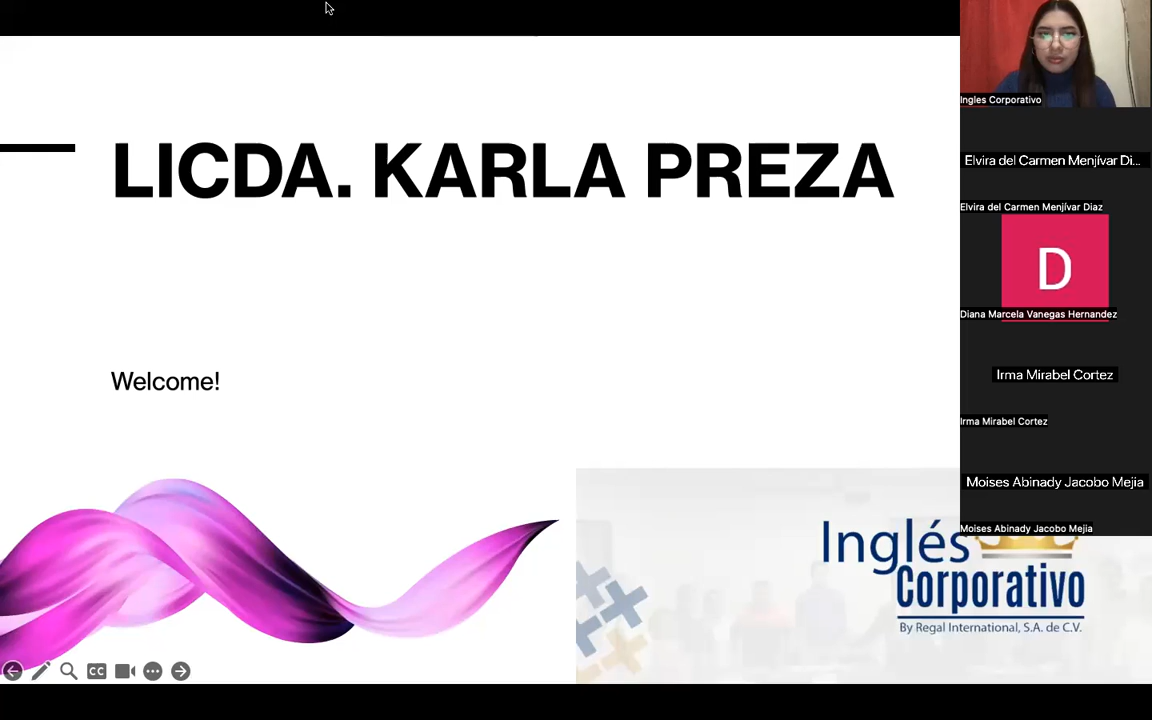 LICDA. KARLA PREZA
Welcome!
Inglés
Corporativo
By Regal International, S.A. de C.V.
CC
Ingles Corporativo
Elvira del Carmen Menjívar Di...
Elvira del Carmen Menjívar Diaz
D
Diana Marcela Vanegas Hernandez
Irma Mirabel Cortez
Irma Mirabel Cortez
Moises Abinady Jacobo Mejia
Moises Abinady Jacobo Mejia